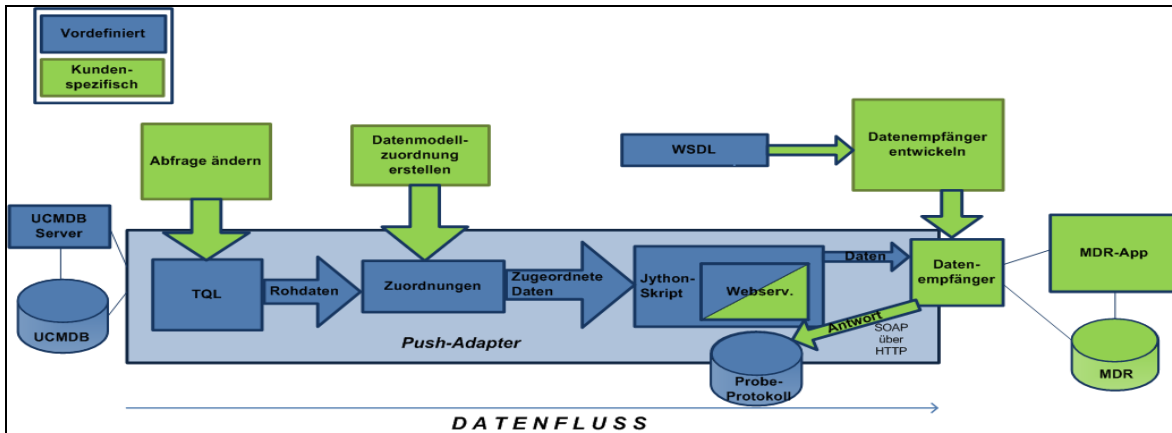 Vordefiniert
Kunden-
spezifisch
Abfrage ändern
Datenmodell-
zuordnung
erstellen
WSDL
Datenempfänger
entwickeln
UCMDB
Server
UCMDB
TQL
Rohdaten
Zuordnungen
Zugeordnete
Daten
Jython-
Skript
Webserv.
Daten
Daten-
empfänger
MDR-App
MDR
Antwort
SOAP
über
HTTP
Push-Adapter
Probe-
Protokoll
DATENFLUSS